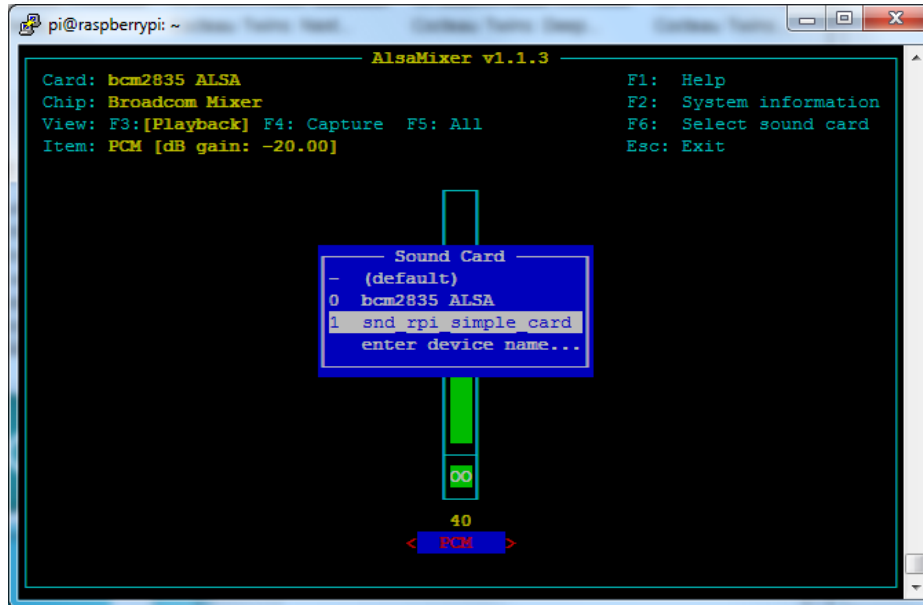 pi@raspberrypi: ~
AlsaMixer v1.1.3
Card: bcm2835 ALSA F1: Help
Chip: Broadcom Mixer F2: System information
View: F3:[Playback] F4: Capture F5: All F6: Select sound card
Item: PCM [dB gain: -20.00] Esc: Exit
Sound Card
- (default)
0 bcm2835 ALSA
1 snd_rpi_simple_card
enter device name...
OO
40
< PCM >